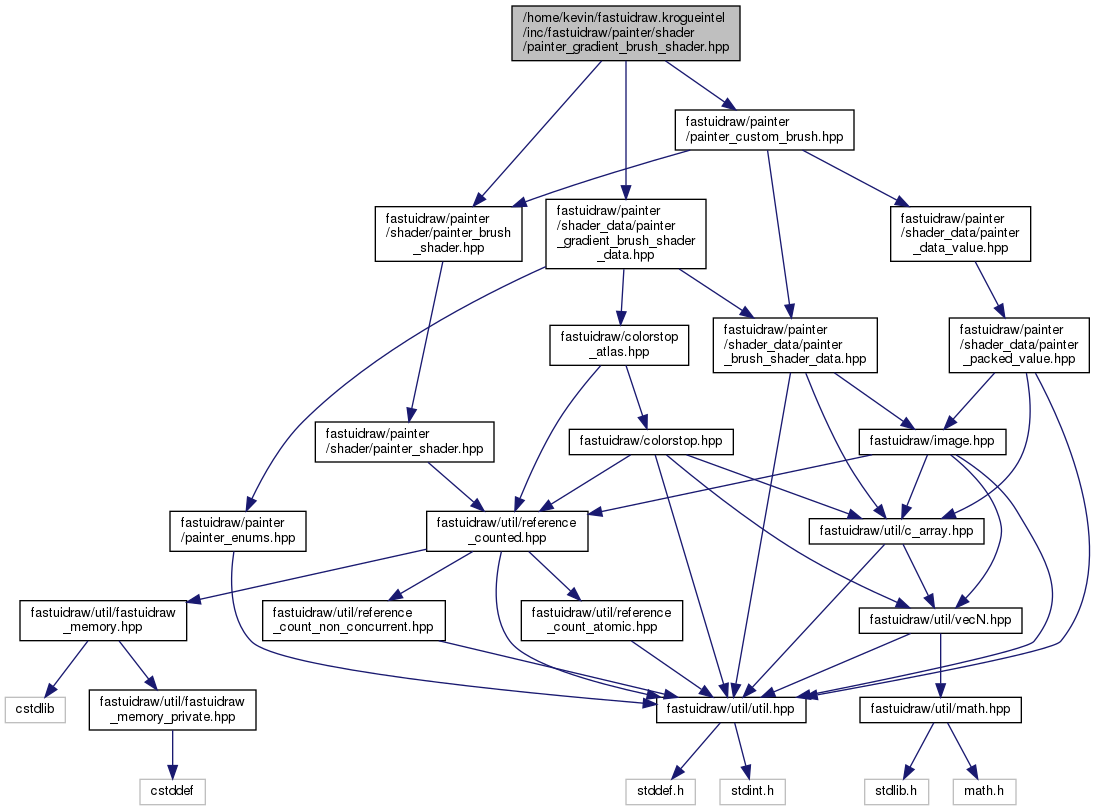 /home/kevin/fastuidraw.krogueintel
/inc/fastuidraw/painter/shader
/painter_gradient_brush_shader.hpp
fastuidraw/painter
/painter_custom_brush.hpp
fastuidraw/painter
/shader/painter_brush
_shader.hpp
fastuidraw/painter
/shader_data/painter
_gradient_brush_shader
_data.hpp
fastuidraw/painter
/shader_data/painter
_data_value.hpp
fastuidraw/colorstop
_atlas.hpp
fastuidraw/painter
/shader_data/painter
_brush_shader_data.hpp
fastuidraw/painter
/shader_data/painter
_packed_value.hpp
fastuidraw/painter
/shader/painter_shader.hpp
fastuidraw/colorstop.hpp
fastuidraw/image.hpp
fastuidraw/painter
/painter_enums.hpp
fastuidraw/util/reference
_counted.hpp
fastuidraw/util/c_array.hpp
fastuidraw/util/fastuidraw
_memory.hpp
fastuidraw/util/reference
_count_non_concurrent.hpp
fastuidraw/util/reference
_count_atomic.hpp
fastuidraw/util/vecN.hpp
cstdlib
fastuidraw/util/fastuidraw
_memory_private.hpp
fastuidraw/util/util.hpp
fastuidraw/util/math.hpp
cstddef
stddef.h
stdint.h
stdlib.h
math.h